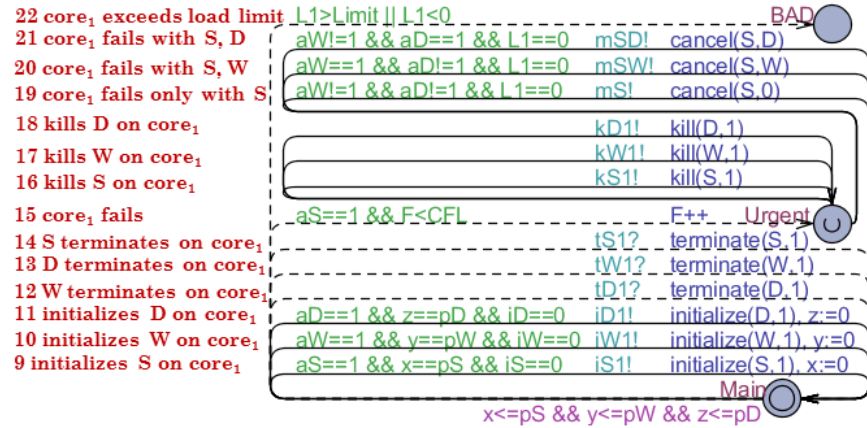 22 core₁ exceeds load limit L1>Limit || L1<0 BAD
21 core₁ fails with S, D aW!=1 && aD==1 && L1==0 mSD! cancel(S,D)
20 core₁ fails with S, W aW==1 && aD!=1 && L1==0 mSW! cancel(S,W)
19 core₁ fails only with S aW!=1 && aD!=1 && L1==0 mS! cancel(S,0)
18 kills D on core₁ kD1! kill(D,1)
17 kills W on core₁ kW1! kill(W,1)
16 kills S on core₁ kS1! kill(S,1)
15 core₁ fails aS==1 && F<CFL F++ Urgent
14 S terminates on core₁ tS1? terminate(S,1)
13 D terminates on core₁ tW1? terminate(W,1)
12 W terminates on core₁ tD1? terminate(D,1)
11 initializes D on core₁ aD==1 && z==pD && iD==0 iD1! initialize(D,1), z:=0
10 initializes W on core₁ aW==1 && y==pW && iW==0 iW1! initialize(W,1), y:=0
9 initializes S on core₁ aS==1 && x==pS && iS==0 iS1! initialize(S,1), x:=0
Main
x<=pS && y<=pW && z<=pD